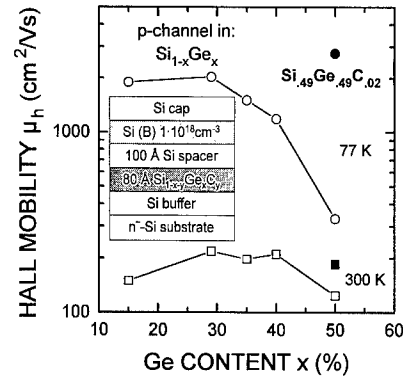 p-channel in:
Si1-xGex
Si.49Ge.49C.02
Si cap
Si (B) 1·10^18cm^-3
100 Å Si spacer
80 Å Si1-x-yGexCy
Si buffer
n^-Si substrate
77 K
300 K
1000
100
10 20 30 40 50 60
HALL MOBILITY μh (cm^2/Vs)
Ge CONTENT x (%)